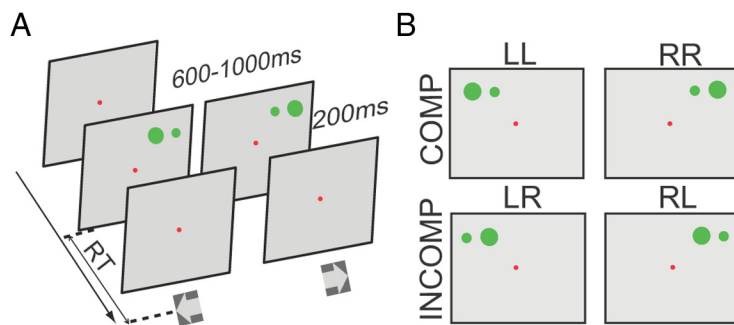 A
600-1000ms
200ms
RT
B
LL
RR
COMP
LR
RL
INCOMP